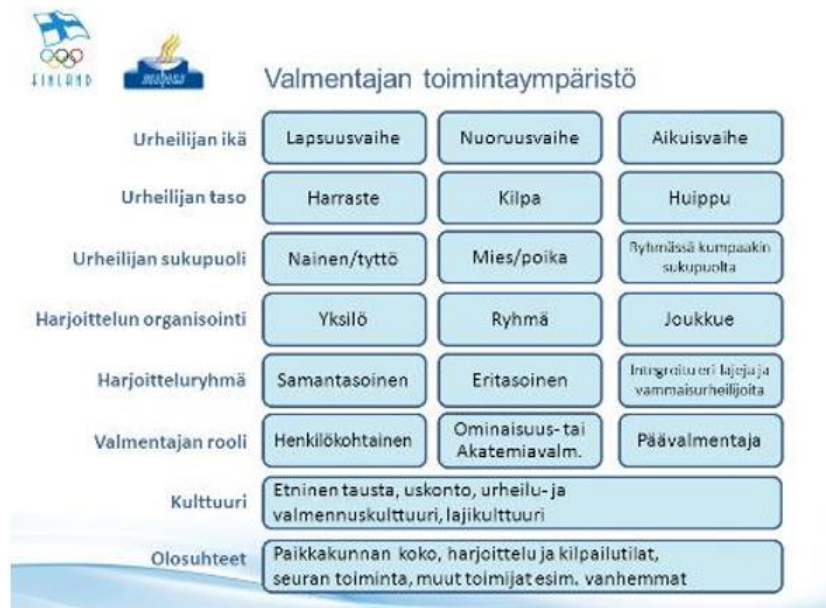 FINLAND
Valmentajan toimintaympäristö
Urheilijan ikä
Lapsuusvaihe
Nuoruusvaihe
Aikuisvaihe
Urheilijan taso
Harraste
Kilpa
Huippu
Urheilijan sukupuoli
Nainen/tyttö
Mies/poika
Ryhmässä kumpaakin
sukupuolta
Harjoittelun organisointi
Yksilö
Ryhmä
Joukkue
Harjoitteluryhmä
Samantasoinen
Eritasoinen
Integroitu eri lajeja ja
vammaisurheilijoita
Valmentajan rooli
Henkilökohtainen
Ominaisuus- tai
Akatemiavalm.
Päävalmentaja
Kulttuuri
Etninen tausta, uskonto, urheilu- ja
valmennuskulttuuri, lajikulttuuri
Olosuhteet
Paikkakunnan koko, harjoittelu ja kilpailutilat,
seuran toiminta, muut toimijat esim. vanhemmat